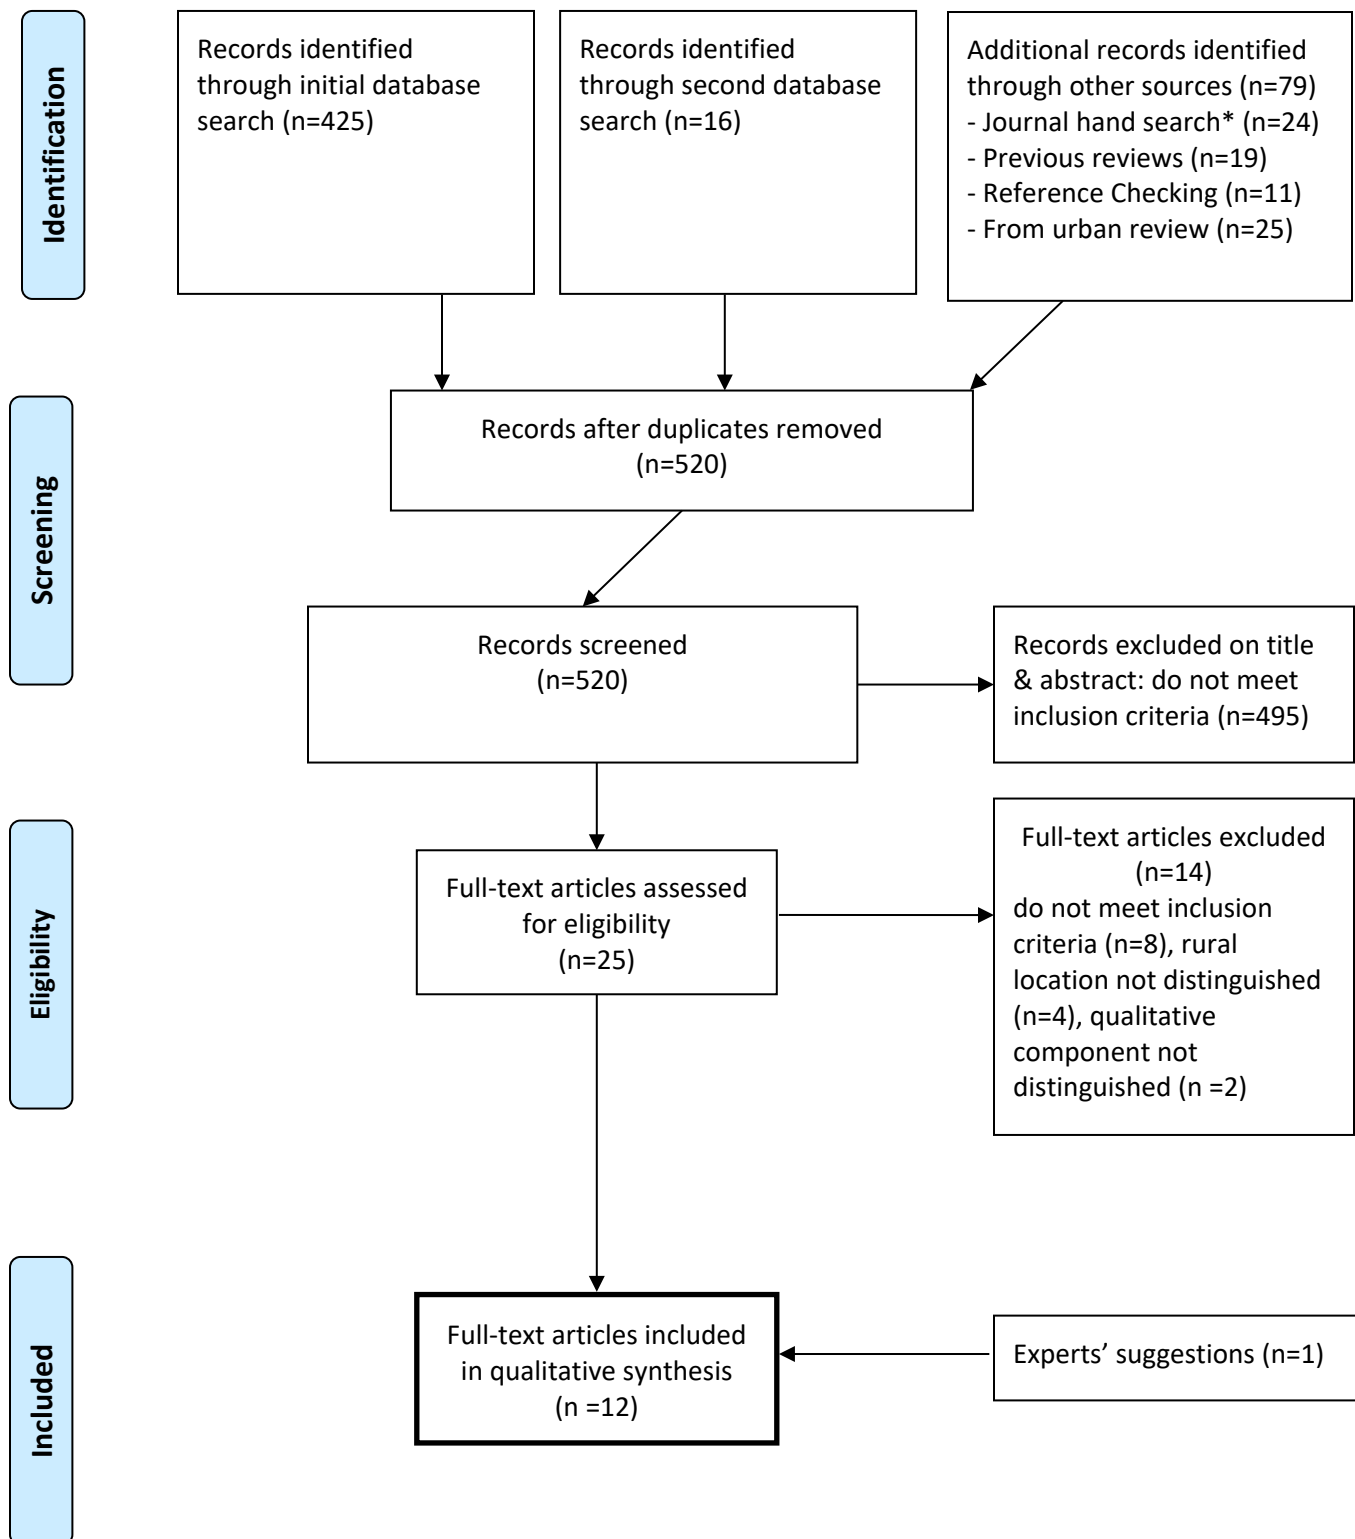 Identification
Records identified
through initial database
search (n=425)
Records identified
through second database
search (n=16)
Additional records identified
through other sources (n=79)
- Journal hand search* (n=24)
- Previous reviews (n=19)
- Reference Checking (n=11)
- From urban review (n=25)
Screening
Records after duplicates removed
(n=520)
Records screened
(n=520)
Records excluded on title
& abstract: do not meet
inclusion criteria (n=495)
Eligibility
Full-text articles assessed
for eligibility
(n=25)
Full-text articles excluded
(n=14)
do not meet inclusion
criteria (n=8), rural
location not distinguished
(n=4), qualitative
component not
distinguished (n =2)
Included
Full-text articles included
in qualitative synthesis
(n =12)
Experts’ suggestions (n=1)